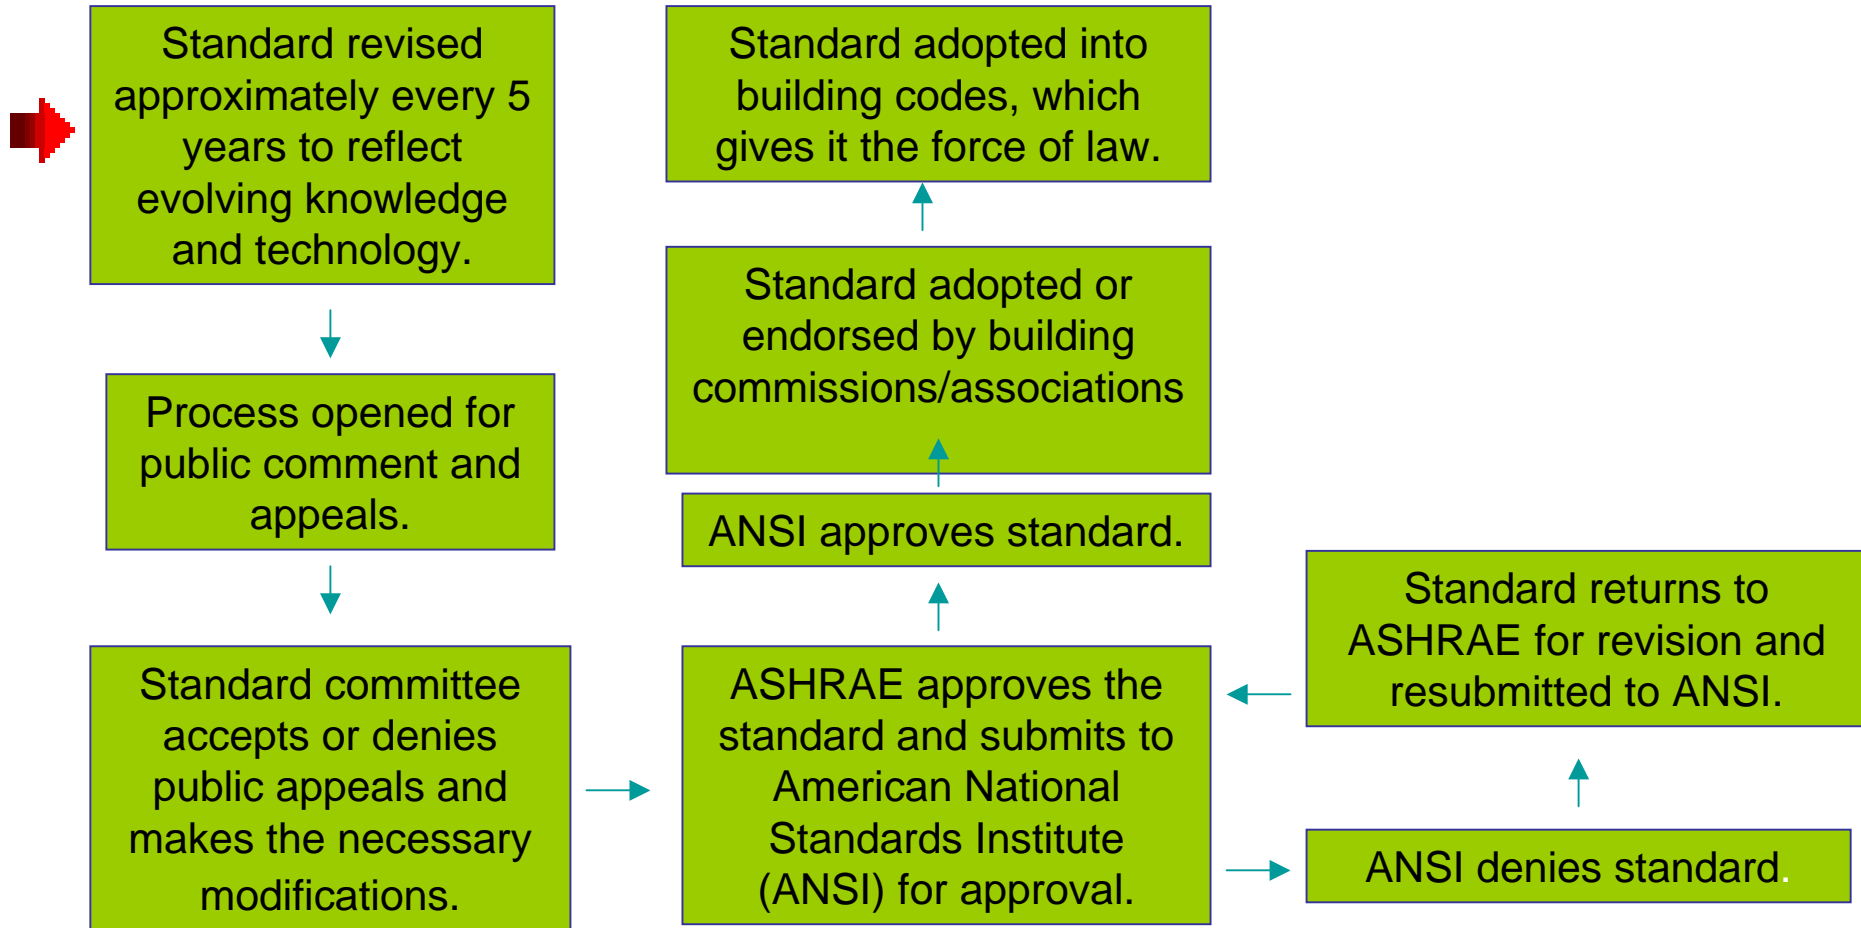 Standard revised
approximately every 5
years to reflect
evolving knowledge
and technology.
Process opened for
public comment and
appeals.
Standard committee
accepts or denies
public appeals and
makes the necessary
modifications.
ASHRAE approves the
standard and submits to
American National
Standards Institute
(ANSI) for approval.
ANSI denies standard.
Standard returns to
ASHRAE for revision and
resubmitted to ANSI.
ANSI approves standard.
Standard adopted or
endorsed by building
commissions/associations
Standard adopted into
building codes, which
gives it the force of law.